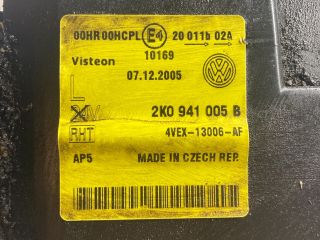 00HR00HCPL E4 20 011b 02A
10169
Visteon
07.12.2005
L
XIV 2K0 941 005 B
RHT 4VEX-13006-AF
AP5 MADE IN CZECH REP.